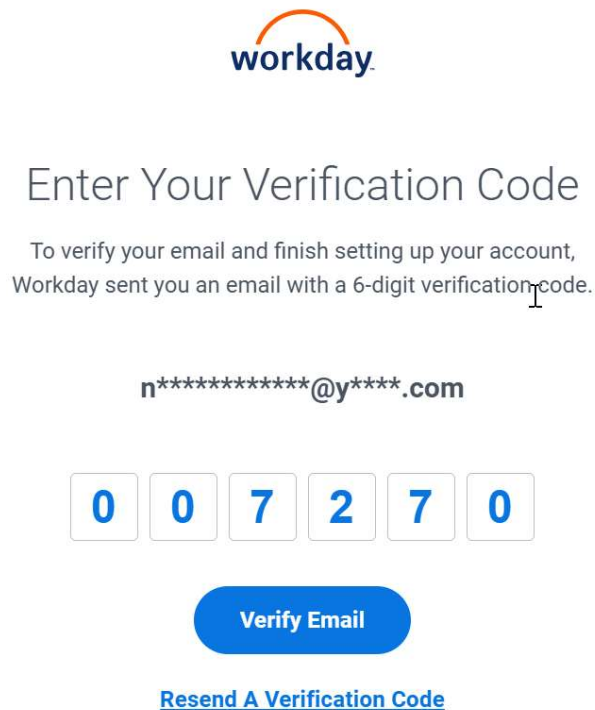 workday.
Enter Your Verification Code
To verify your email and finish setting up your account,
Workday sent you an email with a 6-digit verification code.
n************@y****.com
0 0 7 2 7 0
Verify Email
Resend A Verification Code